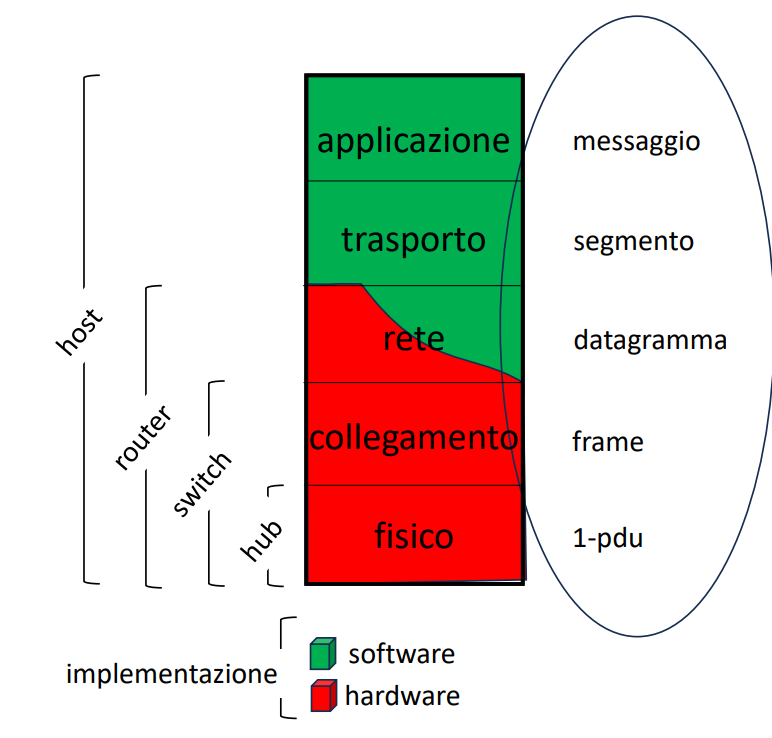 applicazione messaggio
trasporto segmento
host
rete datagramma
router
collegamento frame
switch
hub
fisico 1-pdu
implementazione
software
hardware